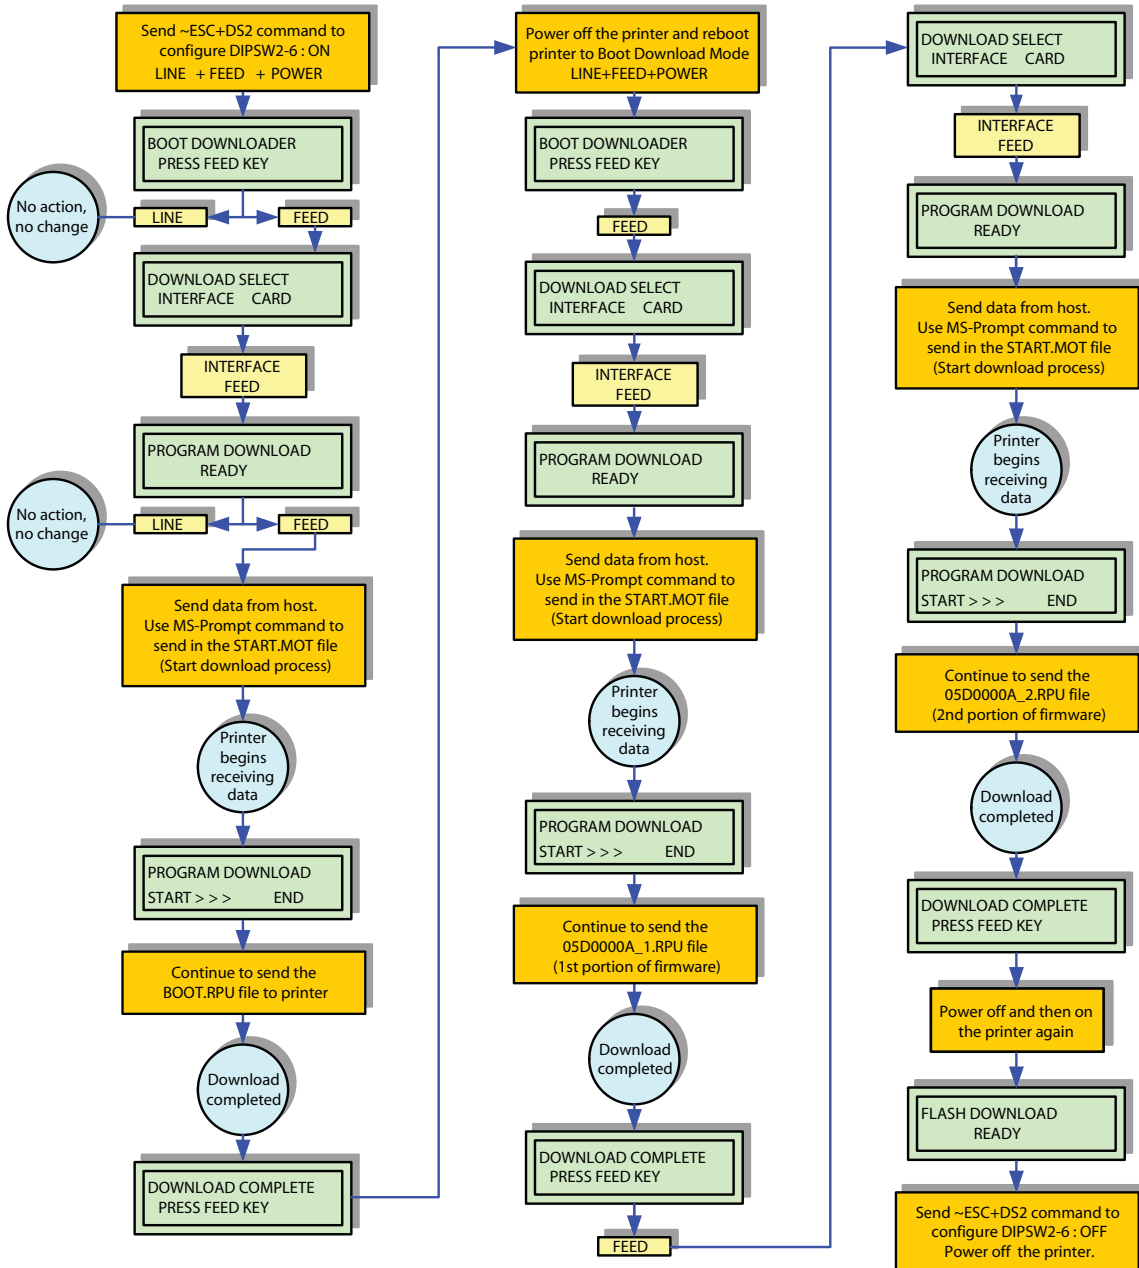 Send ~ESC+DS2 command to
configure DIPSW2-6 : ON
LINE + FEED + POWER
BOOT DOWNLOADER
PRESS FEED KEY
No action,
no change
LINE
FEED
DOWNLOAD SELECT
INTERFACE CARD
INTERFACE
FEED
PROGRAM DOWNLOAD
READY
No action,
no change
LINE
FEED
Send data from host.
Use MS-Prompt command to
send in the START.MOT file
(Start download process)
Printer
begins
receiving
data
PROGRAM DOWNLOAD
START > > > END
Continue to send the
BOOT.RPU file to printer
Download
completed
DOWNLOAD COMPLETE
PRESS FEED KEY
Power off the printer and reboot
printer to Boot Download Mode
LINE+FEED+POWER
BOOT DOWNLOADER
PRESS FEED KEY
FEED
DOWNLOAD SELECT
INTERFACE CARD
INTERFACE
FEED
PROGRAM DOWNLOAD
READY
Send data from host.
Use MS-Prompt command to
send in the START.MOT file
(Start download process)
Printer
begins
receiving
data
PROGRAM DOWNLOAD
START > > > END
Continue to send the
05D0000A_1.RPU file
(1st portion of firmware)
Download
completed
DOWNLOAD COMPLETE
PRESS FEED KEY
FEED
DOWNLOAD SELECT
INTERFACE CARD
INTERFACE
FEED
PROGRAM DOWNLOAD
READY
Send data from host.
Use MS-Prompt command to
send in the START.MOT file
(Start download process)
Printer
begins
receiving
data
PROGRAM DOWNLOAD
START > > > END
Continue to send the
05D0000A_2.RPU file
(2nd portion of firmware)
Download
completed
DOWNLOAD COMPLETE
PRESS FEED KEY
Power off and then on
the printer again
FLASH DOWNLOAD
READY
Send ~ESC+DS2 command to
configure DIPSW2-6 : OFF
Power off the printer.